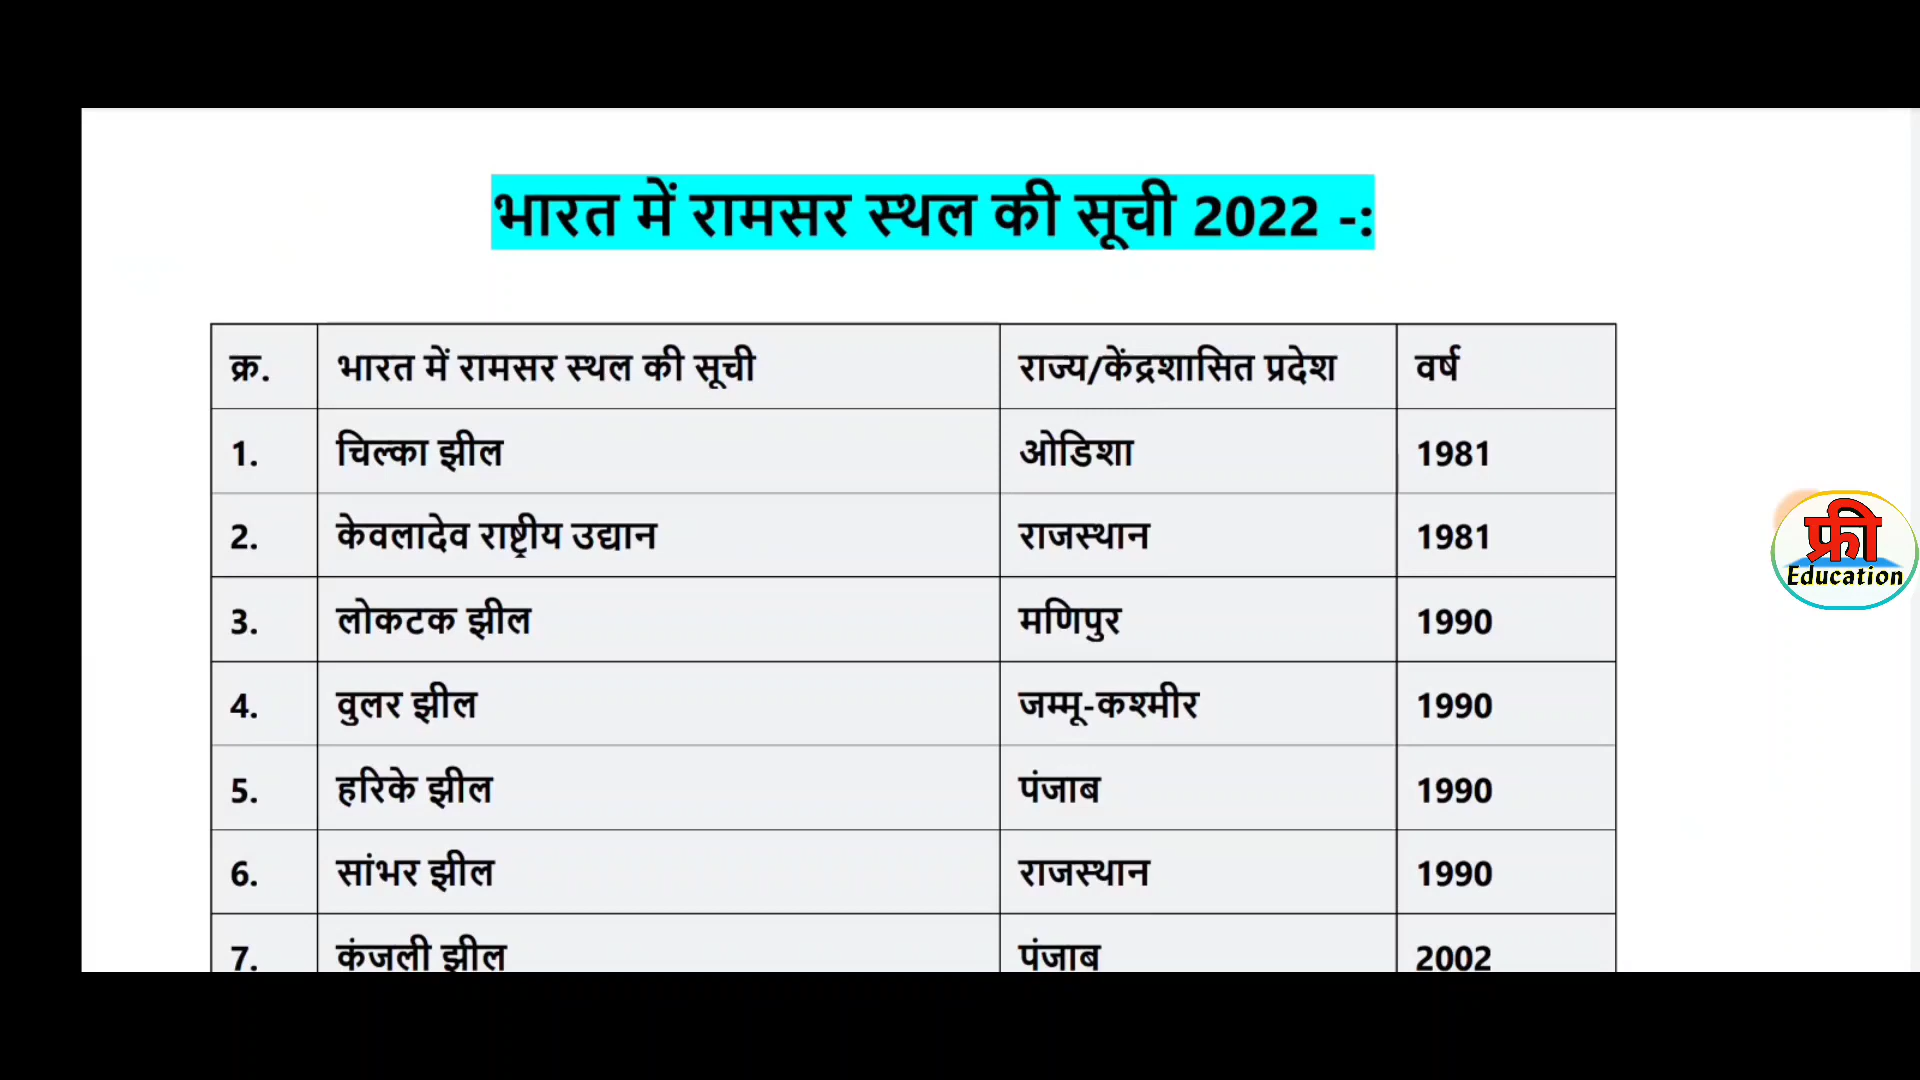 भारत में रामसर स्थल की सूची 2022 -:
क्र. भारत में रामसर स्थल की सूची राज्य/केंद्रशासित प्रदेश वर्ष
1. चिल्का झील ओडिशा 1981
2. केवलादेव राष्ट्रीय उद्यान राजस्थान 1981
3. लोकटक झील मणिपुर 1990
4. वुलर झील जम्मू-कश्मीर 1990
5. हरिके झील पंजाब 1990
6. सांभर झील राजस्थान 1990
7. कंजली झील पंजाब 2002
फ्री
Education